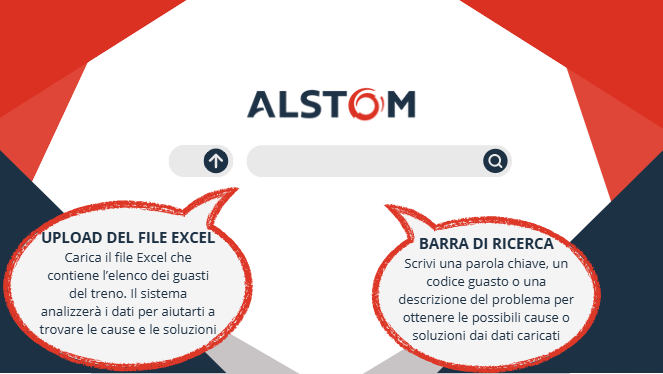 ALSTOM
UPLOAD DEL FILE EXCEL
Carica il file Excel che
contiene l'elenco dei guasti
del treno. Il sistema
analizzerà i dati per aiutarti a
trovare le cause e le soluzioni
BARRA DI RICERCA
Scrivi una parola chiave, un
codice guasto o una
descrizione del problema per
ottenere le possibili cause o
soluzioni dai dati caricati